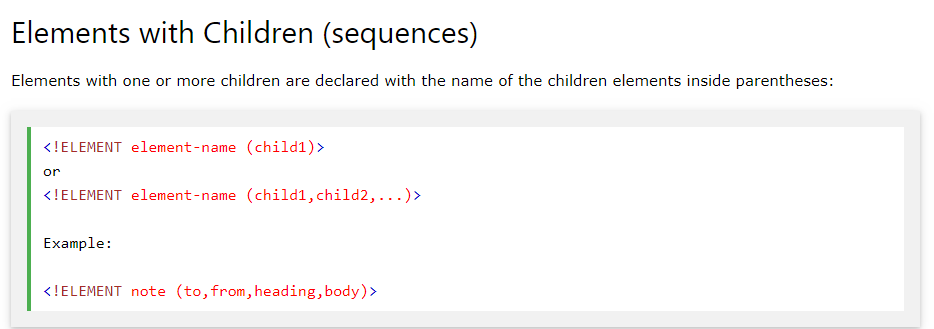 Elements with Children (sequences)
Elements with one or more children are declared with the name of the children elements inside parentheses:
<!ELEMENT element-name (child1)>
or
<!ELEMENT element-name (child1,child2,...)>
Example:
<!ELEMENT note (to,from,heading,body)>